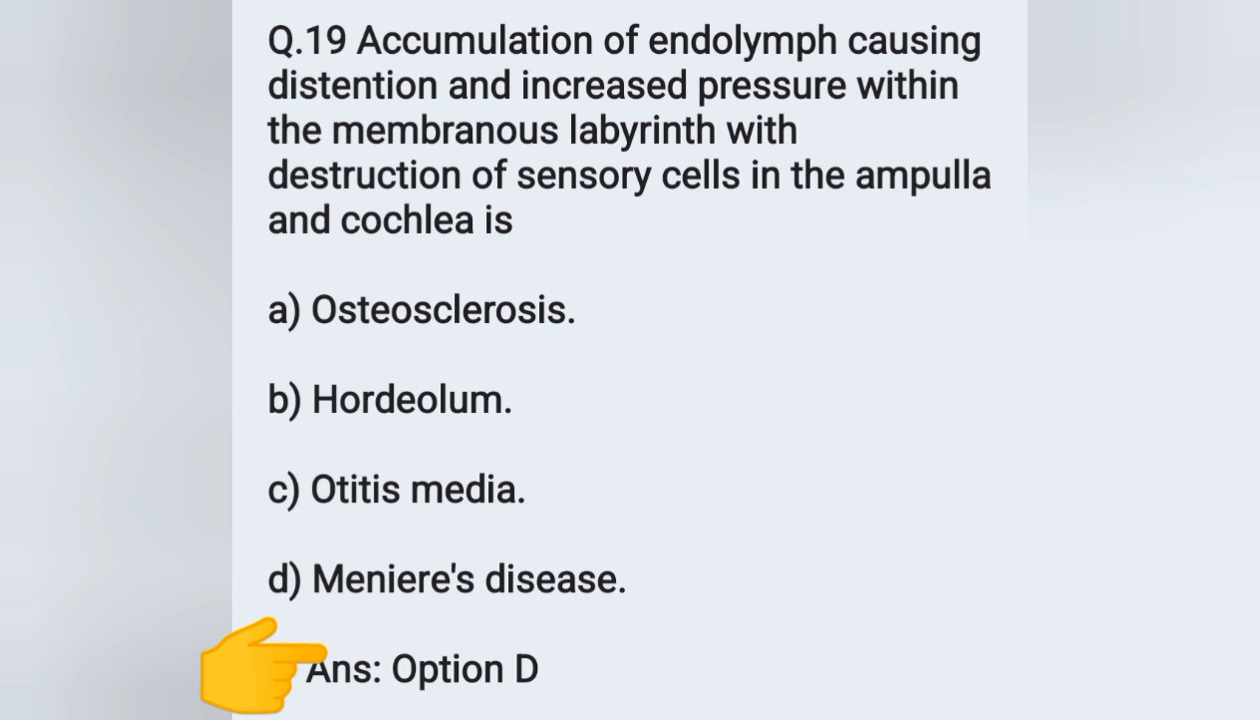 Q.19 Accumulation of endolymph causing
distention and increased pressure within
the membranous labyrinth with
destruction of sensory cells in the ampulla
and cochlea is
a) Osteosclerosis.
b) Hordeolum.
c) Otitis media.
d) Meniere's disease.
Ans: Option D